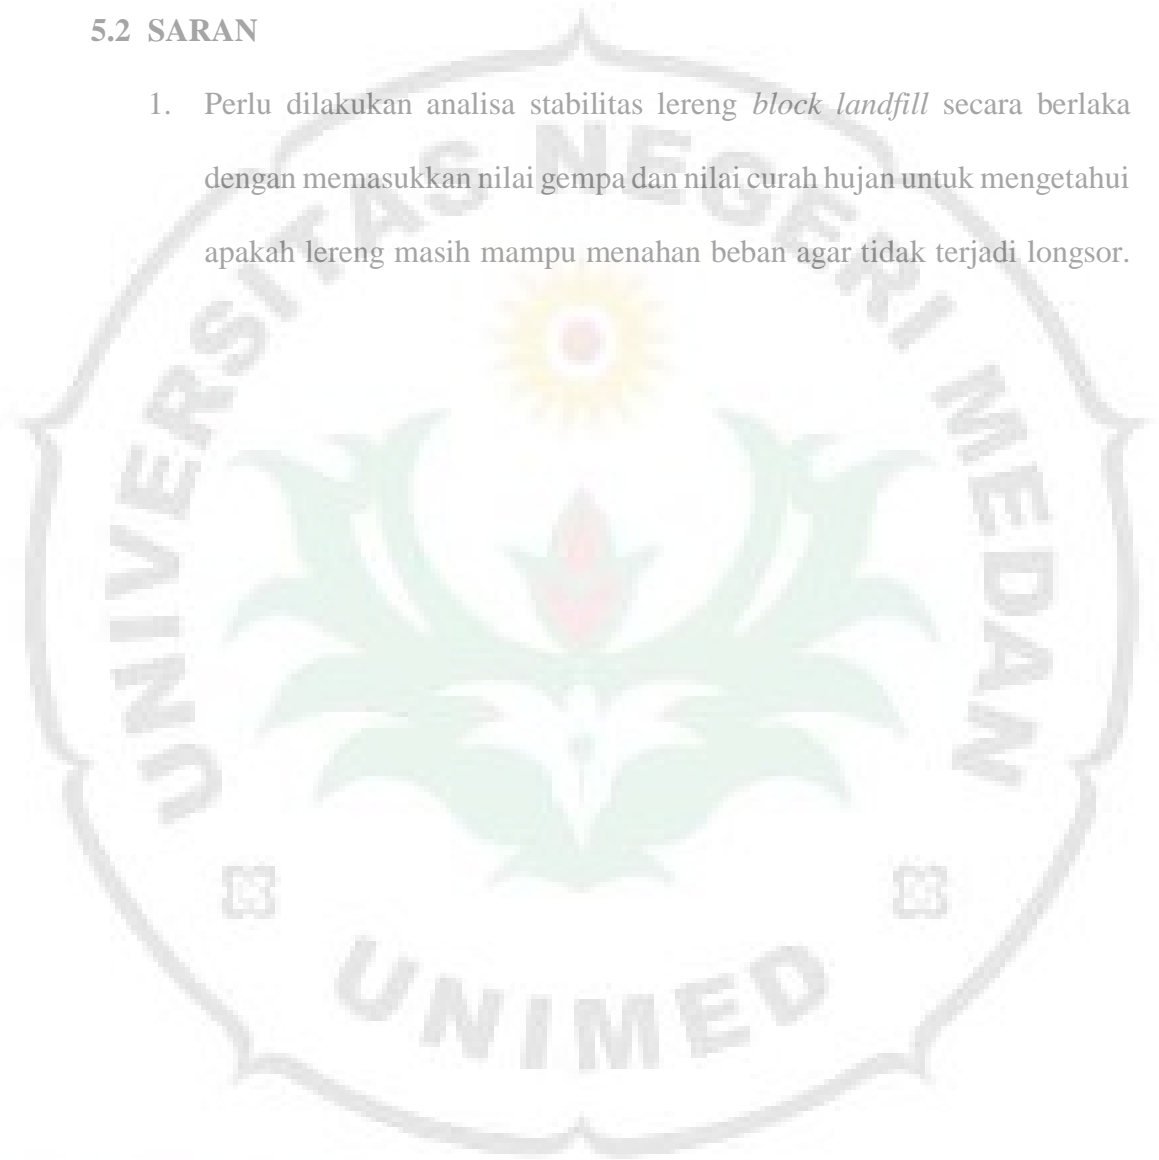 5.2 SARAN
1. Perlu dilakukan analisa stabilitas lereng block landfill secara berlaka
dengan memasukkan nilai gempa dan nilai curah hujan untuk mengetahui
apakah lereng masih mampu menahan beban agar tidak terjadi longsor.
UNIVERSITAS NEGERI MEDAN
UNIMED